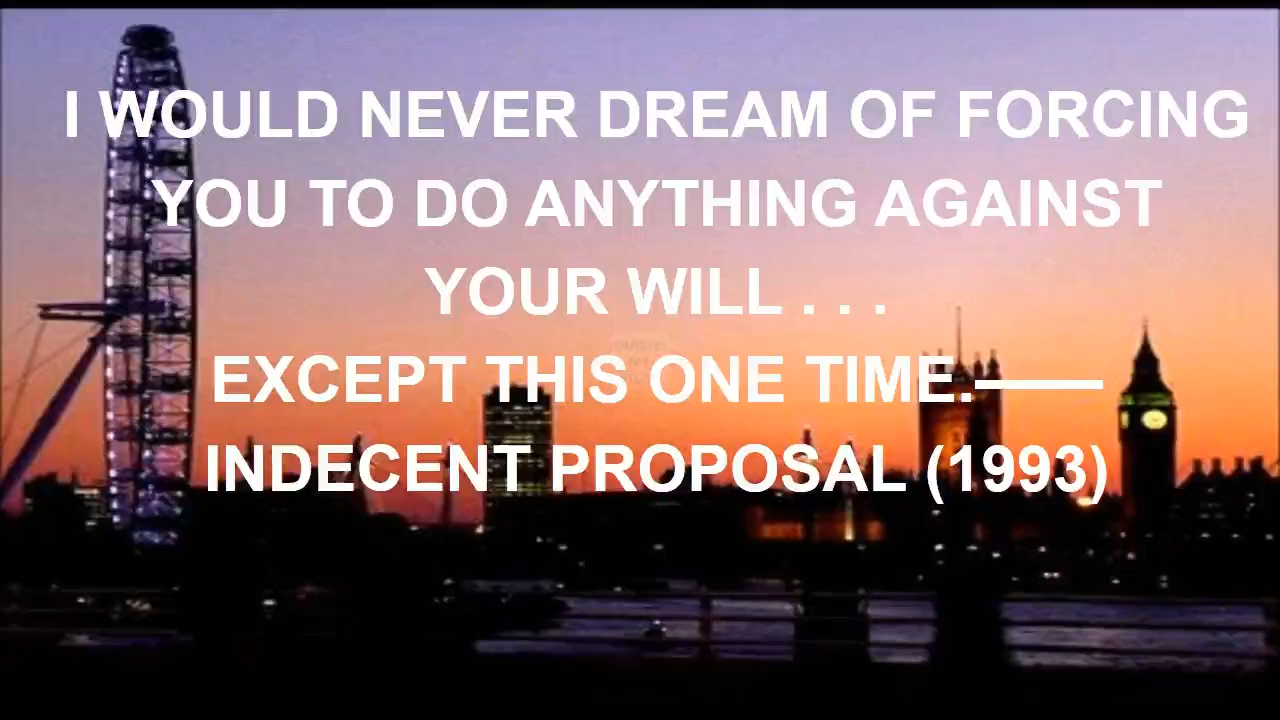 I WOULD NEVER DREAM OF FORCING
YOU TO DO ANYTHING AGAINST
YOUR WILL . . .
EXCEPT THIS ONE TIME.——
INDECENT PROPOSAL (1993)